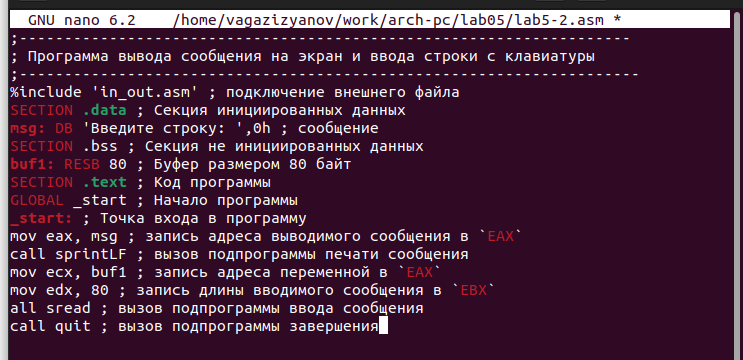 GNU nano 6.2 /home/vagazizyanov/work/arch-pc/lab05/lab5-2.asm *
;--------------------------------------------------------------------
; Программа вывода сообщения на экран и ввода строки с клавиатуры
;---------------------------------------------------------------------
%include 'in_out.asm' ; подключение внешнего файла
SECTION .data ; Секция инициированных данных
msg: DB 'Введите строку: ',0h ; сообщение
SECTION .bss ; Секция не инициированных данных
buf1: RESB 80 ; Буфер размером 80 байт
SECTION .text ; Код программы
GLOBAL _start ; Начало программы
_start: ; Точка входа в программу
mov eax, msg ; запись адреса выводимого сообщения в `EAX`
call sprintLF ; вызов подпрограммы печати сообщения
mov ecx, buf1 ; запись адреса переменной в `EAX`
mov edx, 80 ; запись длины вводимого сообщения в `EBX`
all sread ; вызов подпрограммы ввода сообщения
call quit ; вызов подпрограммы завершения